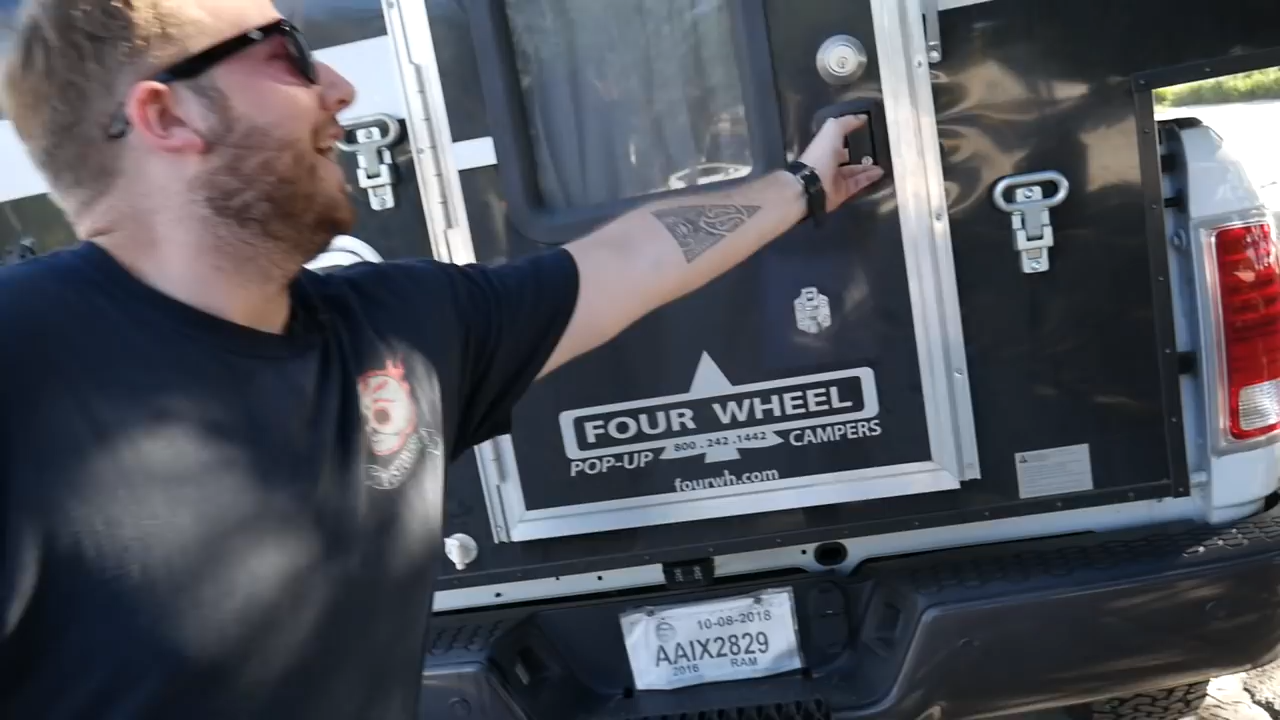 FOUR WHEEL
800.242.1442
POP-UP CAMPERS
fourwh.com
10-08-2018
AAIX2829
2016 RAM